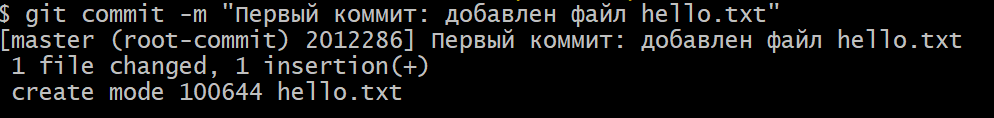 $ git commit -m "Первый коммит: добавлен файл hello.txt"
[master (root-commit) 2012286] Первый коммит: добавлен файл hello.txt
 1 file changed, 1 insertion(+)
 create mode 100644 hello.txt